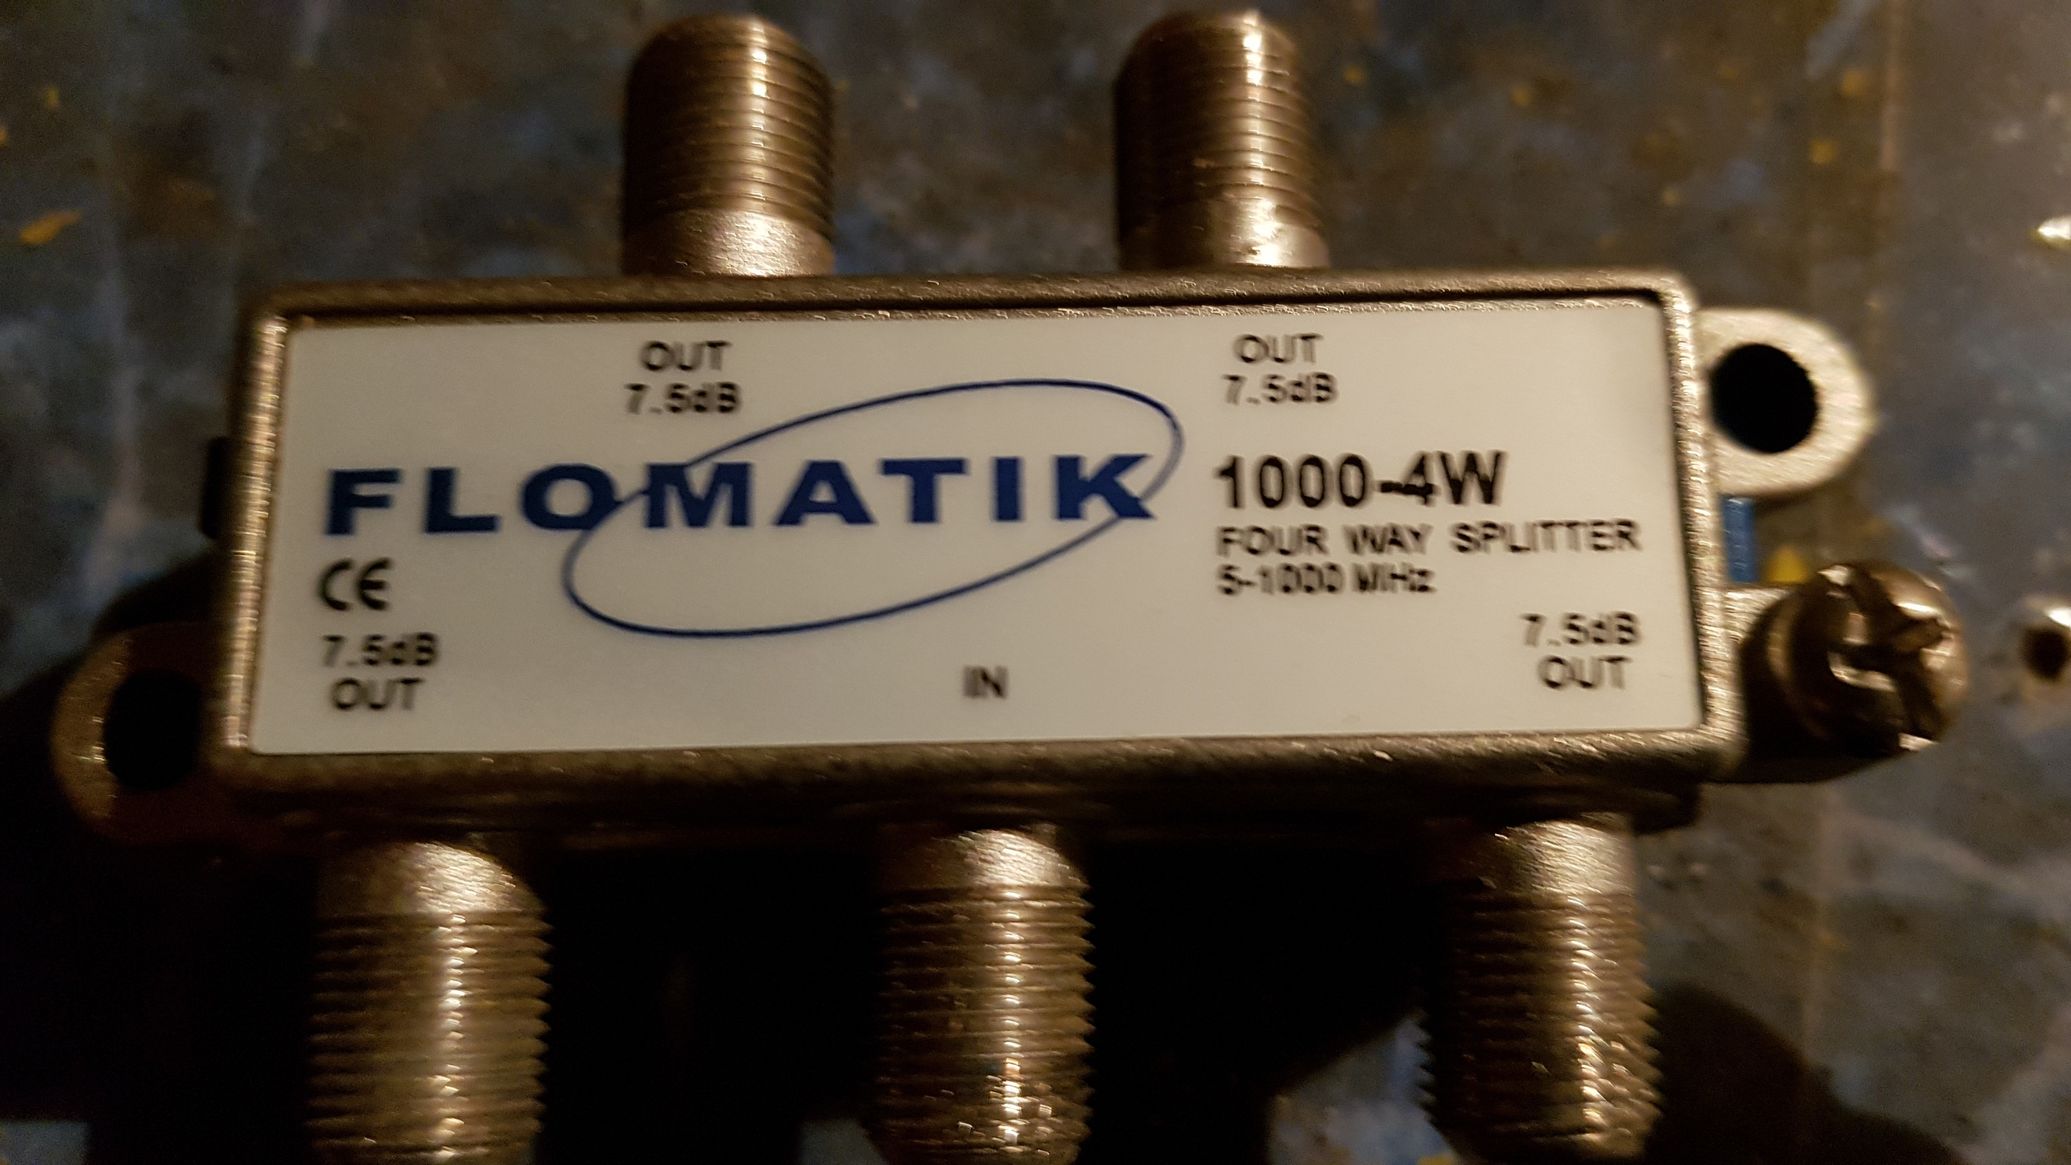 OUT
7.5dB
OUT
7.5dB
FLOMATIK
1000-4W
FOUR WAY SPLITTER
5-1000 MHz
CE
7.5dB
OUT
IN
7.5dB
OUT